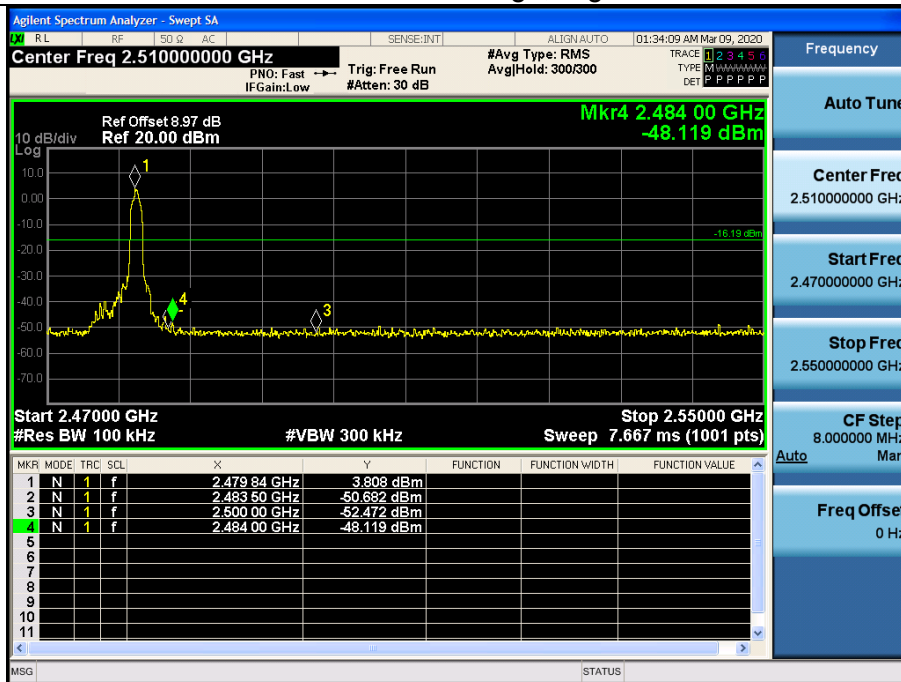 Agilent Spectrum Analyzer - Swept SA
LXI RL RF 50 Ω AC SENSE:INT ALIGN AUTO 01:34:09 AM Mar 09, 2020
Center Freq 2.510000000 GHz
PNO: Fast
IFGain:Low
Trig: Free Run
#Atten: 30 dB
#Avg Type: RMS
Avg|Hold: 300/300
TRACE 1 2 3 4 5 6
TYPE MWWWWW
DET P P P P P P
Mkr4 2.484 00 GHz
-48.119 dBm
Ref Offset 8.97 dB
10 dB/div Ref 20.00 dBm
Log
10.0
0.00
-10.0
-20.0
-30.0
-40.0
-50.0
-60.0
-70.0
1
4
3
-16.19 dBm
Start 2.47000 GHz Stop 2.55000 GHz
#Res BW 100 kHz #VBW 300 kHz Sweep 7.667 ms (1001 pts)
MKR MODE TRC SCL X Y FUNCTION FUNCTION WIDTH FUNCTION VALUE
1 N 1 f 2.479 84 GHz 3.808 dBm
2 N 1 f 2.483 50 GHz -50.682 dBm
3 N 1 f 2.500 00 GHz -52.472 dBm
4 N 1 f 2.484 00 GHz -48.119 dBm
5
6
7
8
9
10
11
MSG STATUS
Frequency
Auto Tune
Center Freq
2.510000000 GHz
Start Freq
2.470000000 GHz
Stop Freq
2.550000000 GHz
CF Step
8.000000 MHz
Auto Man
Freq Offset
0 Hz